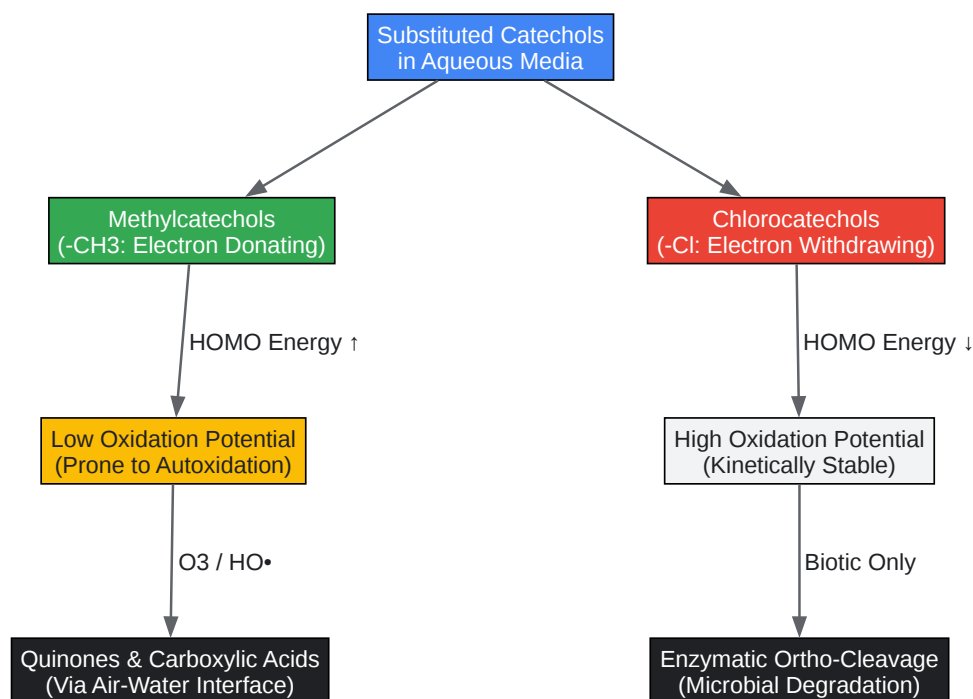 Substituted Catechols
in Aqueous Media
Methylcatechols
(-CH3: Electron Donating)
Chlorocatechols
(-Cl: Electron Withdrawing)
HOMO Energy ↑
HOMO Energy ↓
Low Oxidation Potential
(Prone to Autoxidation)
High Oxidation Potential
(Kinetically Stable)
O3 / HO•
Biotic Only
Quinones & Carboxylic Acids
(Via Air-Water Interface)
Enzymatic Ortho-Cleavage
(Microbial Degradation)